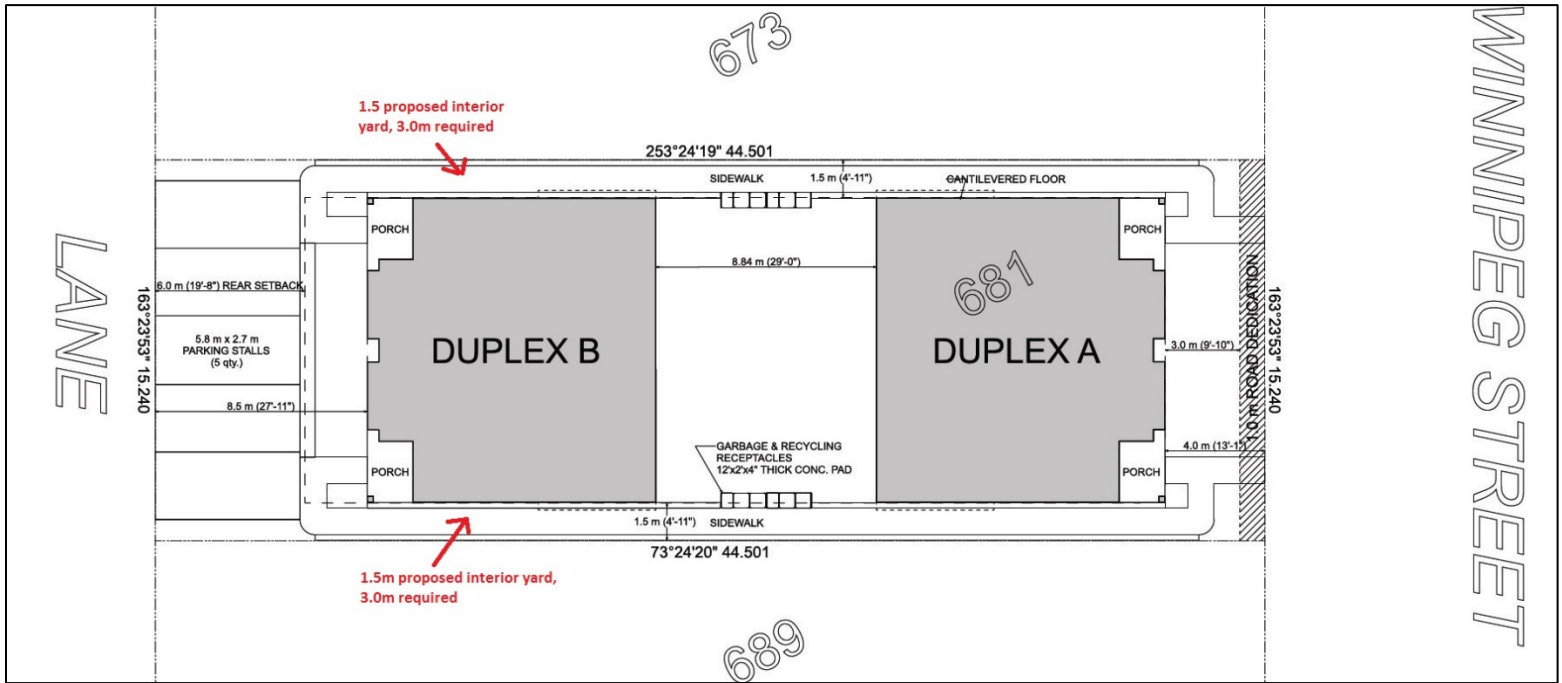 673
WINNIPEG STREET
1.5 proposed interior
yard, 3.0m required
253°24'19" 44.501
SIDEWALK
1.5 m (4'-11")
CANTILEVERED FLOOR
PORCH
PORCH
8.84 m (29'-0")
681
LANE
163°23'53" 15.240
6.0 m (19'-8") REAR SETBACK
5.8 m x 2.7 m
PARKING STALLS
(5 qty.)
8.5 m (27'-11")
DUPLEX B
DUPLEX A
3.0 m (9'-10")
1.0 m ROAD DEDICATION
163°23'53" 15.240
4.0 m (13'-1")
GARBAGE & RECYCLING
RECEPTACLES
12'x2'x4" THICK CONC. PAD
PORCH
PORCH
1.5 m (4'-11")
SIDEWALK
73°24'20" 44.501
1.5m proposed interior yard,
3.0m required
689